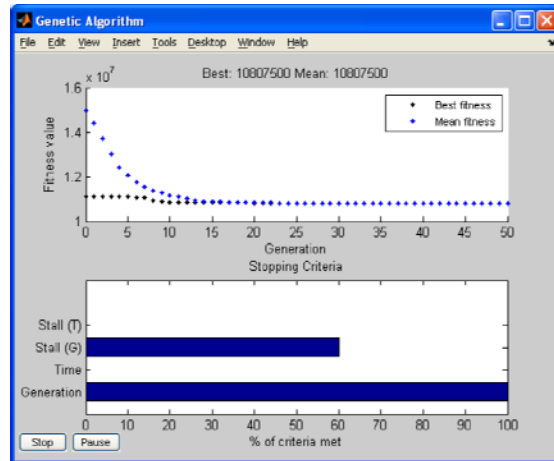 Genetic Algorithm
File Edit View Insert Tools Desktop Window Help
Best: 10807500 Mean: 10807500
x 10^7
1.6
1.4
1.2
1
Fitness value
Best fitness
Mean fitness
0 5 10 15 20 25 30 35 40 45 50
Generation
Stopping Criteria
Stall (T)
Stall (G)
Time
Generation
0 10 20 30 40 50 60 70 80 90 100
% of criteria met
Stop Pause